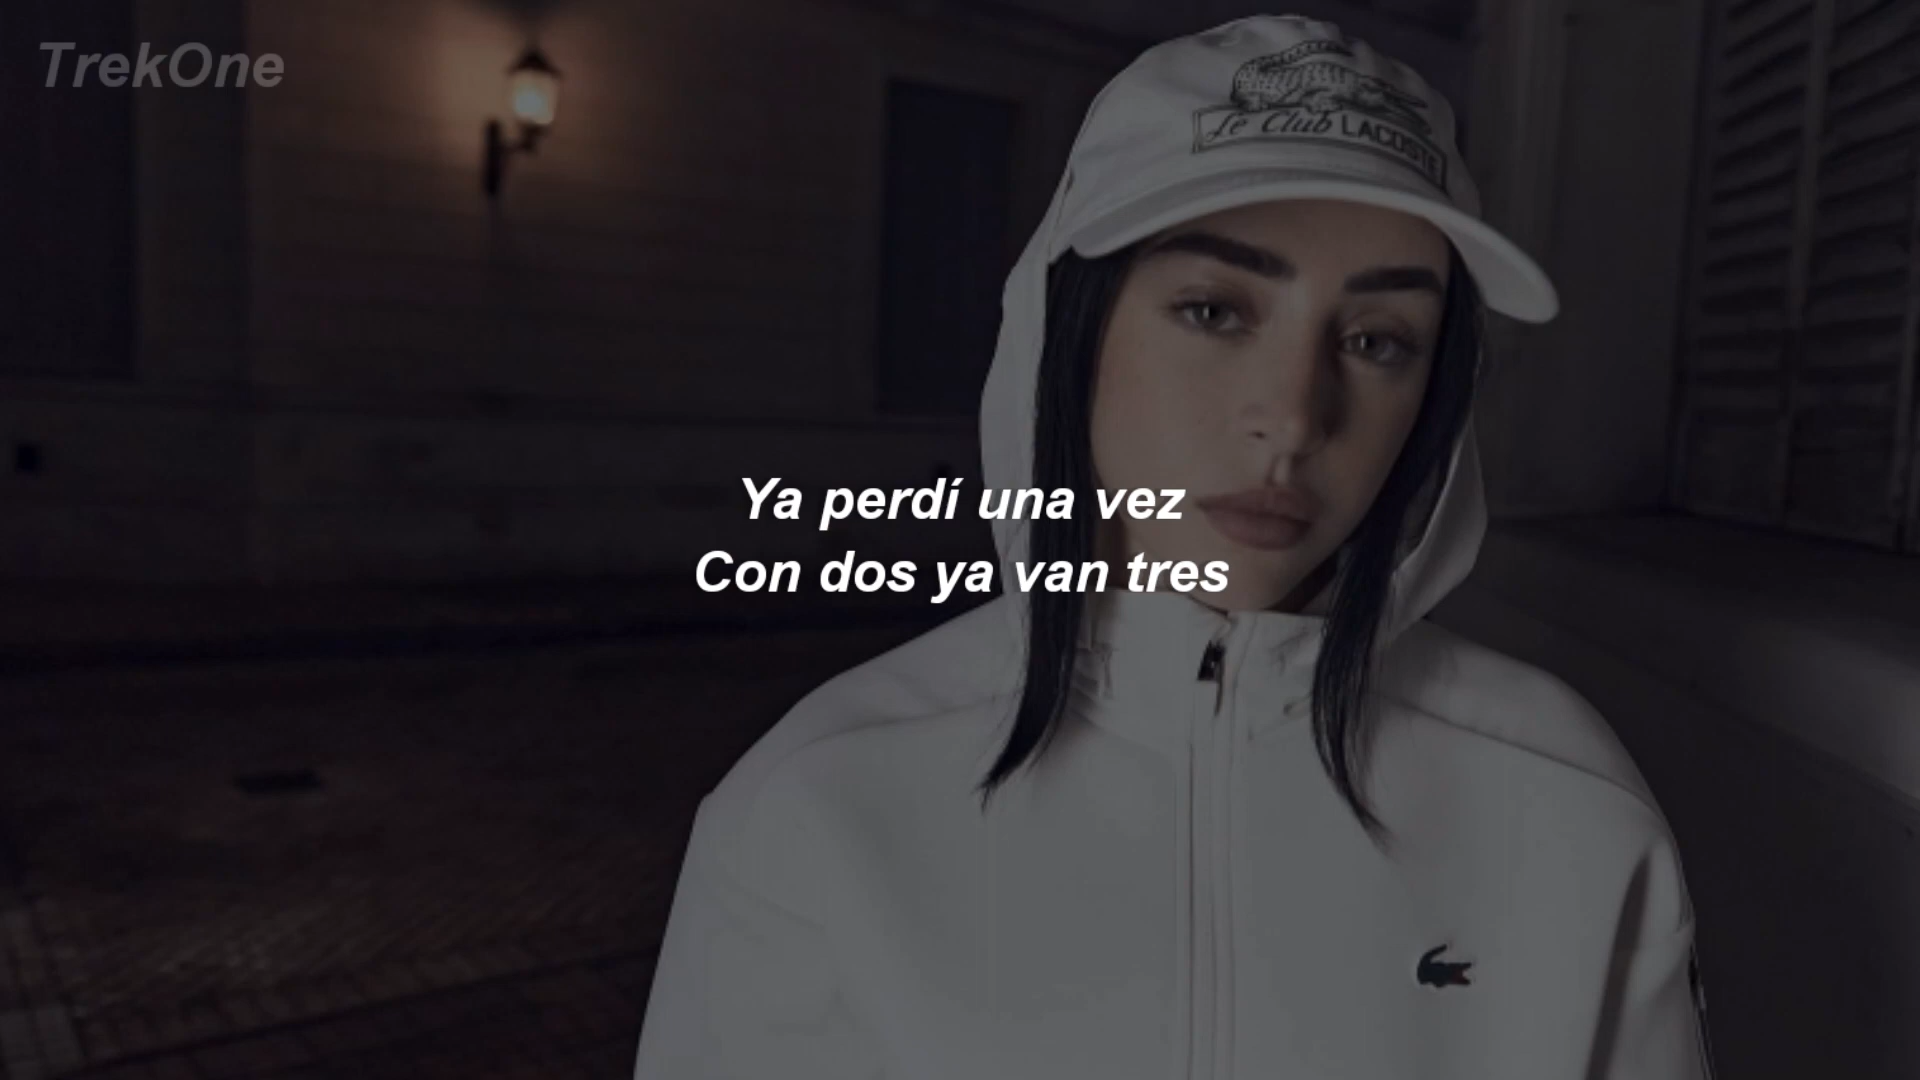 TrekOne
Le Club LACOSTE
Ya perdí una vez
Con dos ya van tres